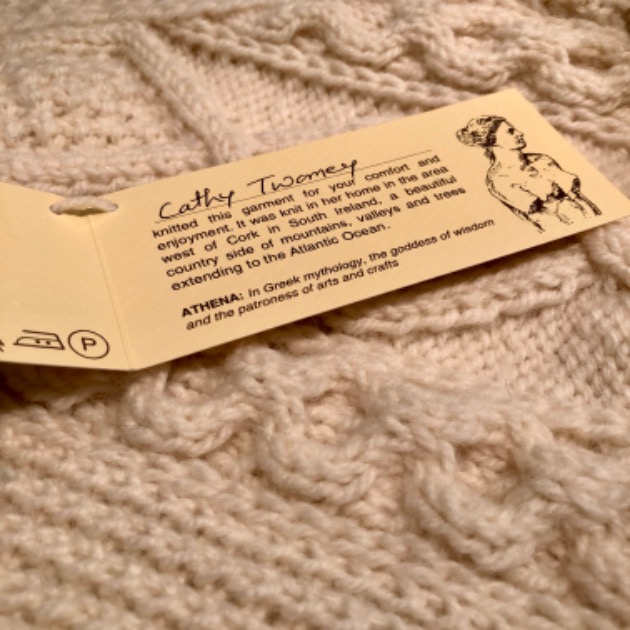 Cathy Twomey
knitted this garment for your comfort and
enjoyment. It was knit in her home in the area
west of Cork in South Ireland, a beautiful
country side of mountains, valleys and trees
extending to the Atlantic Ocean.
ATHENA: In Greek mythology, the goddess of wisdom
and the patroness of arts and crafts
P